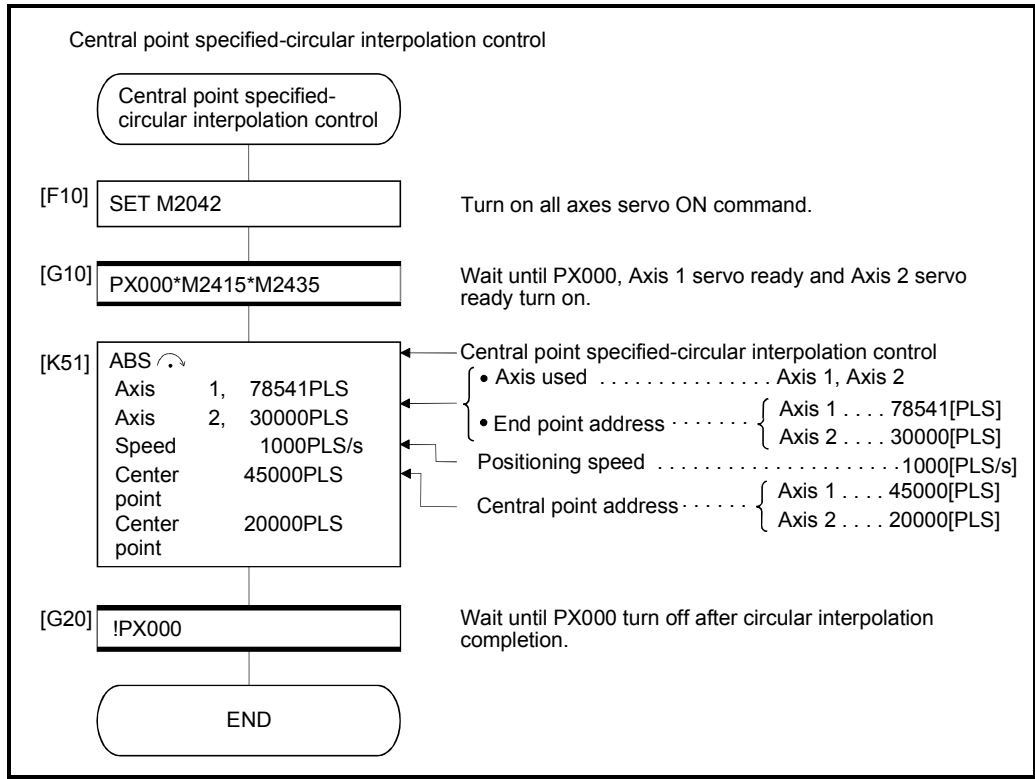 Central point specified-circular interpolation control
Central point specified-
circular interpolation control
[F10] SET M2042 Turn on all axes servo ON command.
[G10] PX000*M2415*M2435 Wait until PX000, Axis 1 servo ready and Axis 2 servo
ready turn on.
[K51] ABS
Axis 1, 78541PLS
Axis 2, 30000PLS
Speed 1000PLS/s
Center 45000PLS
point
Center 20000PLS
point
Central point specified-circular interpolation control
• Axis used . . . . . . . . . . . . . . . Axis 1, Axis 2
• End point address · · · · · · · Axis 1 . . . . 78541[PLS]
Axis 2 . . . . 30000[PLS]
Positioning speed . . . . . . . . . . . . . . . . . . . . .1000[PLS/s]
Central point address · · · · · · Axis 1 . . . . 45000[PLS]
Axis 2 . . . . 20000[PLS]
[G20] !PX000 Wait until PX000 turn off after circular interpolation
completion.
END